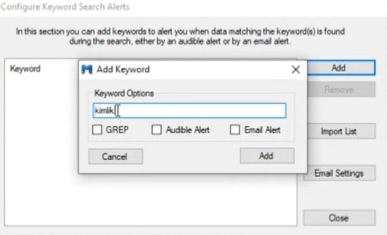 Configure Keyword Search Alerts
In this section you can add keywords to alert you when data matching the keyword(s) is found
during the search, either by an audible alert or by an email alert.
Keyword
Add
Remove
Import List
Email Settings
Close
Add Keyword
Keyword Options
kimlik
GREP
Audible Alert
Email Alert
Cancel
Add